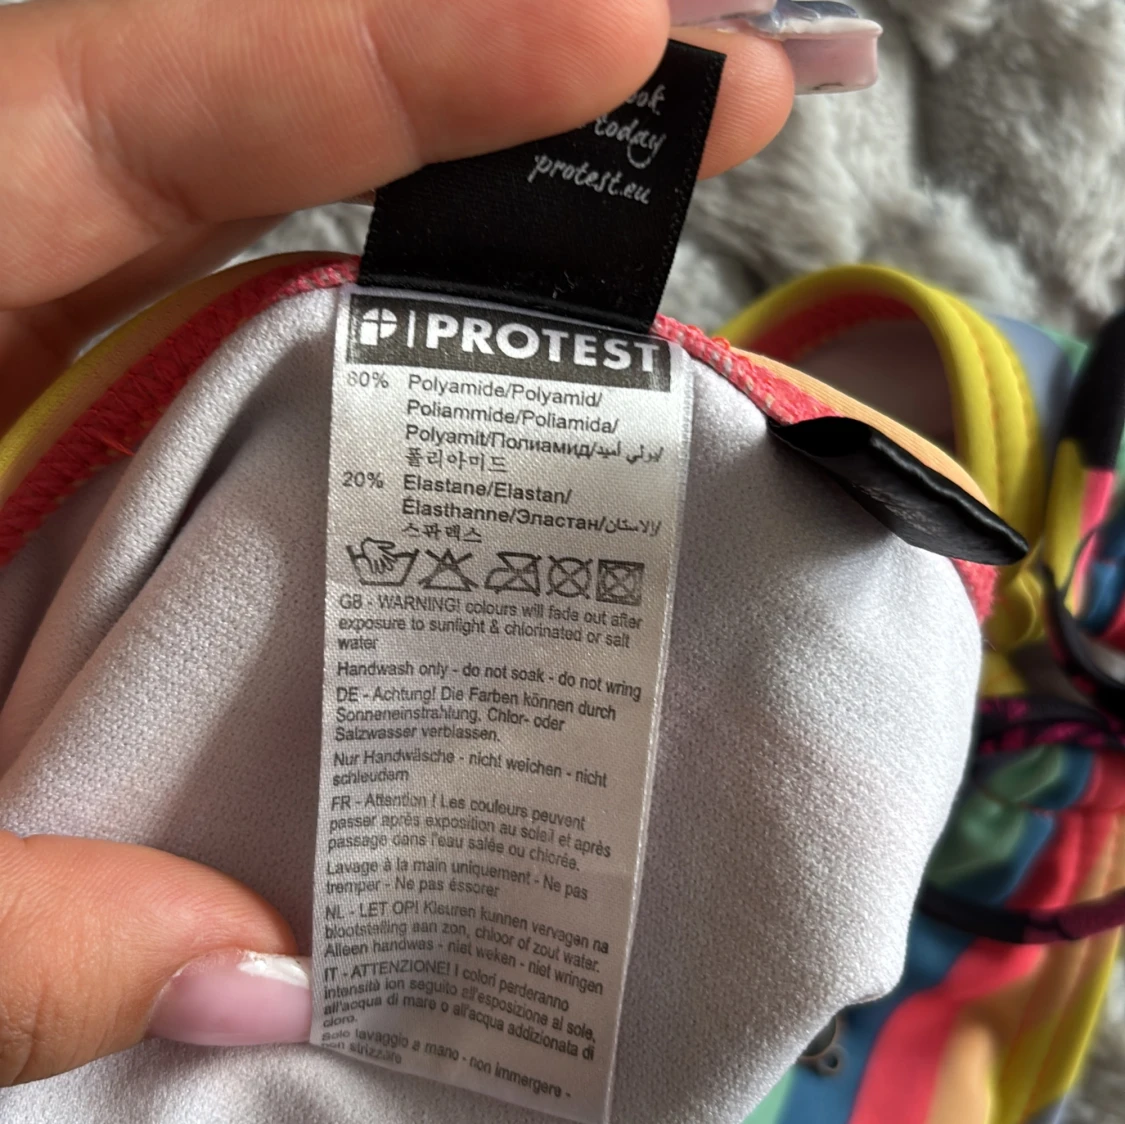 ook
today
protest.eu
PROTEST
80% Polyamide/Polyamid/
Poliammide/Poliamida/
Polyamit/Полиамид/بولي أميد/
폴리아미드
20% Elastane/Elastan/
Élasthanne/Эластан/الاستان/
스판덱스
GB - WARNING! colours will fade out after
exposure to sunlight & chlorinated or salt
water
Handwash only - do not soak - do not wring
DE - Achtung! Die Farben können durch
Sonneneinstrahlung, Chlor- oder
Salzwasser verblassen.
Nur Handwäsche - nicht weichen - nicht
schleudern
FR - Attention ! Les couleurs peuvent
passer après exposition au soleil et après
passage dans l'eau salée ou chlorée.
Lavage à la main uniquement - Ne pas
tremper - Ne pas éssorer
NL - LET OP! Kleuren kunnen vervagen na
blootstelling aan zon, chloor of zout water.
Alleen handwas - niet weken - niet wringen
IT - ATTENZIONE! I colori perderanno
intensità ion seguito all'esposizione al sole,
all'acqua di mare o all'acqua addizionata di
cloro.
Solo lavaggio a mano - non immergere -
non strizzare